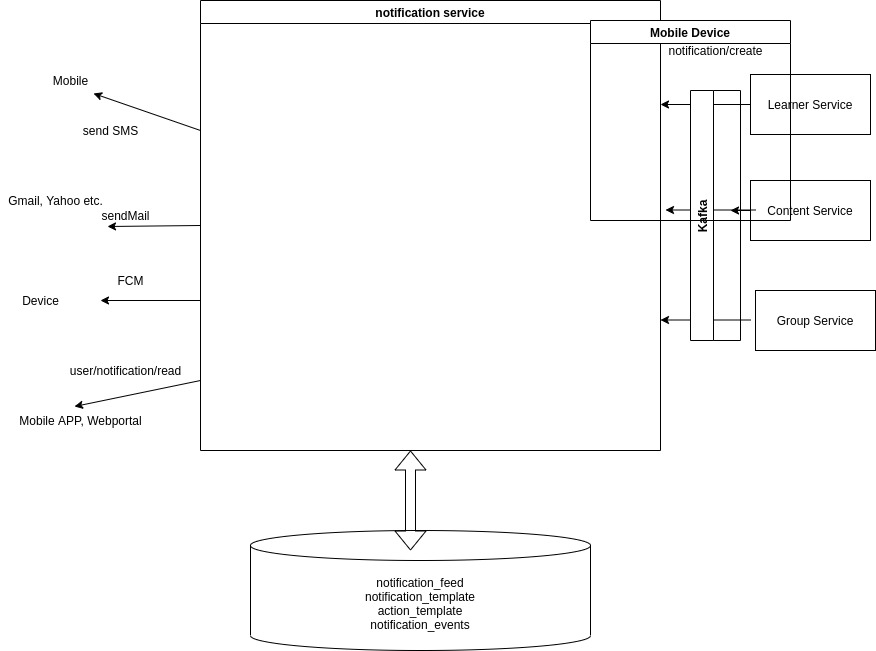 notification service
Mobile Device
notification/create
Mobile
send SMS
Learner Service
Gmail, Yahoo etc.
sendMail
Kafka
Content Service
FCM
Device
Group Service
user/notification/read
Mobile APP, Webportal
notification_feed
notification_template
action_template
notification_events